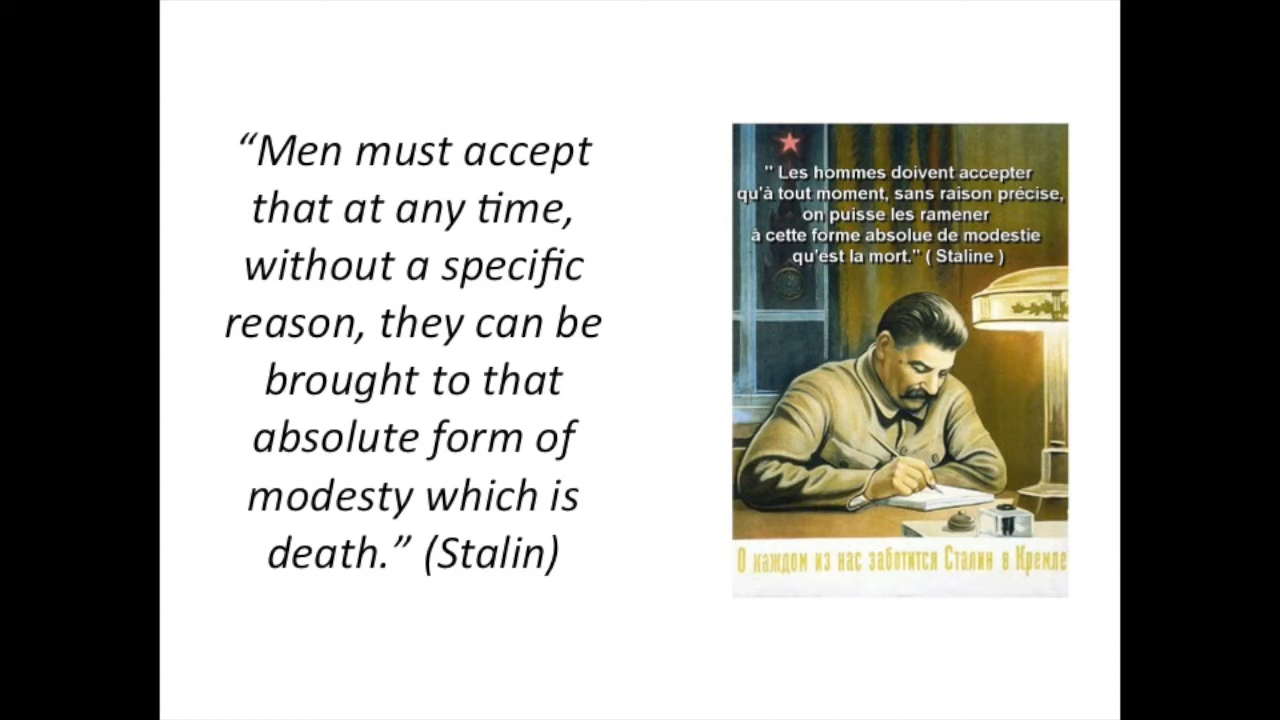 “Men must accept
that at any time,
without a specific
reason, they can be
brought to that
absolute form of
modesty which is
death.” (Stalin)
" Les hommes doivent accepter
qu'à tout moment, sans raison précise,
on puisse les ramener
à cette forme absolue de modestie
qu'est la mort." ( Staline )
О каждом из нас заботится Сталин в Кремле